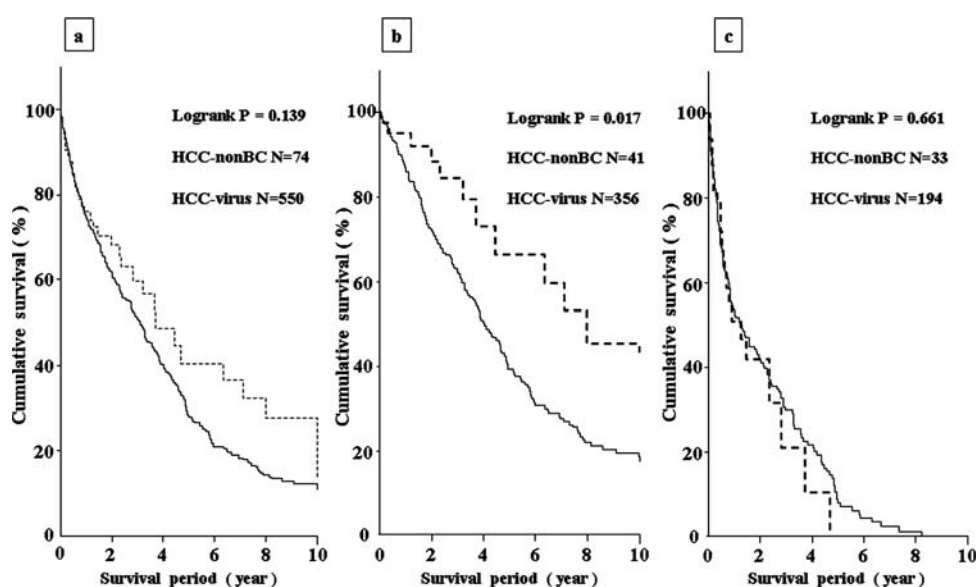 a
Logrank P = 0.139
HCC-nonBC N=74
HCC-virus N=550
Cumulative survival ( % )
100
80
60
40
20
0
0 2 4 6 8 10
Survival period ( year )
b
Logrank P = 0.017
HCC-nonBC N=41
HCC-virus N=356
Cumulative survival ( % )
100
80
60
40
20
0
0 2 4 6 8 10
Survival period ( year )
c
Logrank P = 0.661
HCC-nonBC N=33
HCC-virus N=194
Cumulative survival ( % )
100
80
60
40
20
0
0 2 4 6 8 10
Survival period ( year )